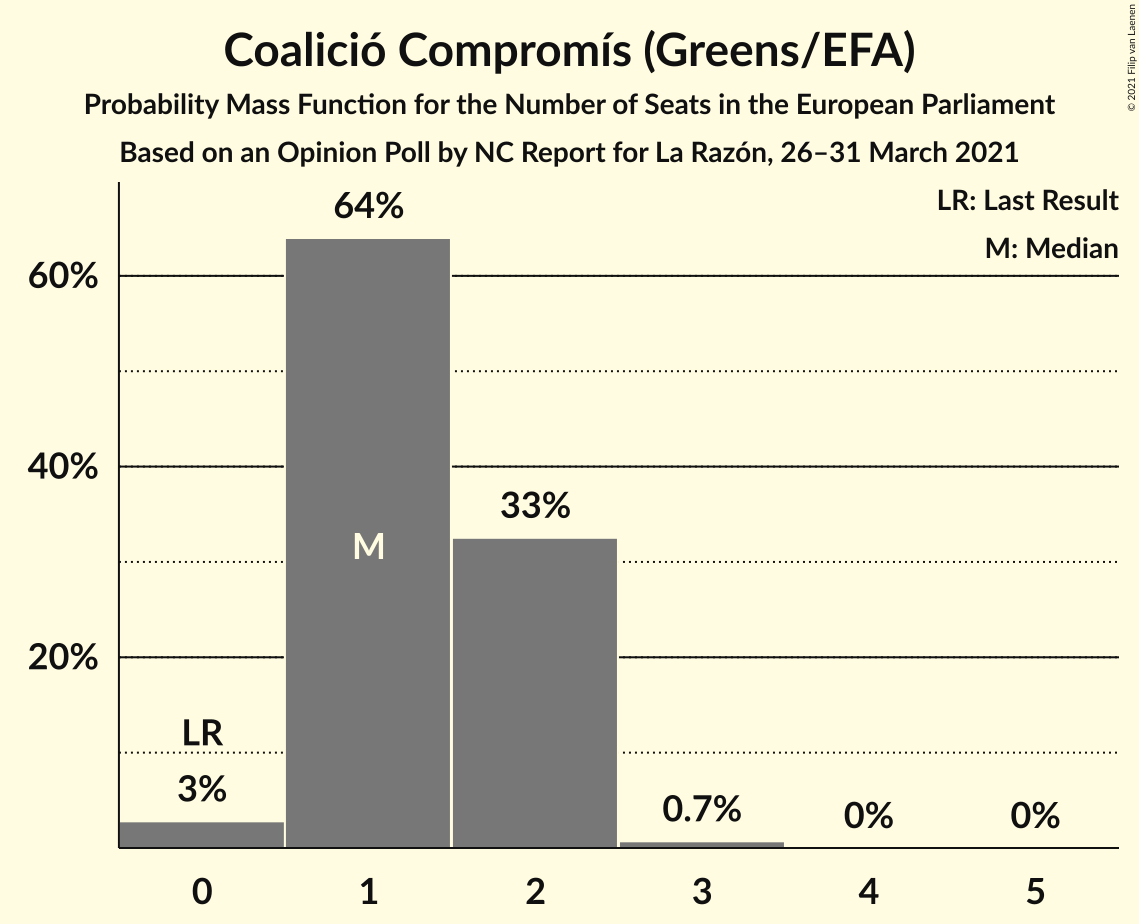 Coalició Compromís (Greens/EFA)
Probability Mass Function for the Number of Seats in the European Parliament
Based on an Opinion Poll by NC Report for La Razón, 26–31 March 2021
© 2021 Filip van Laenen
LR: Last Result
M: Median
64%
60%
40%
33%
M
20%
LR
3%
0.7%
0%
0%
0 1 2 3 4 5